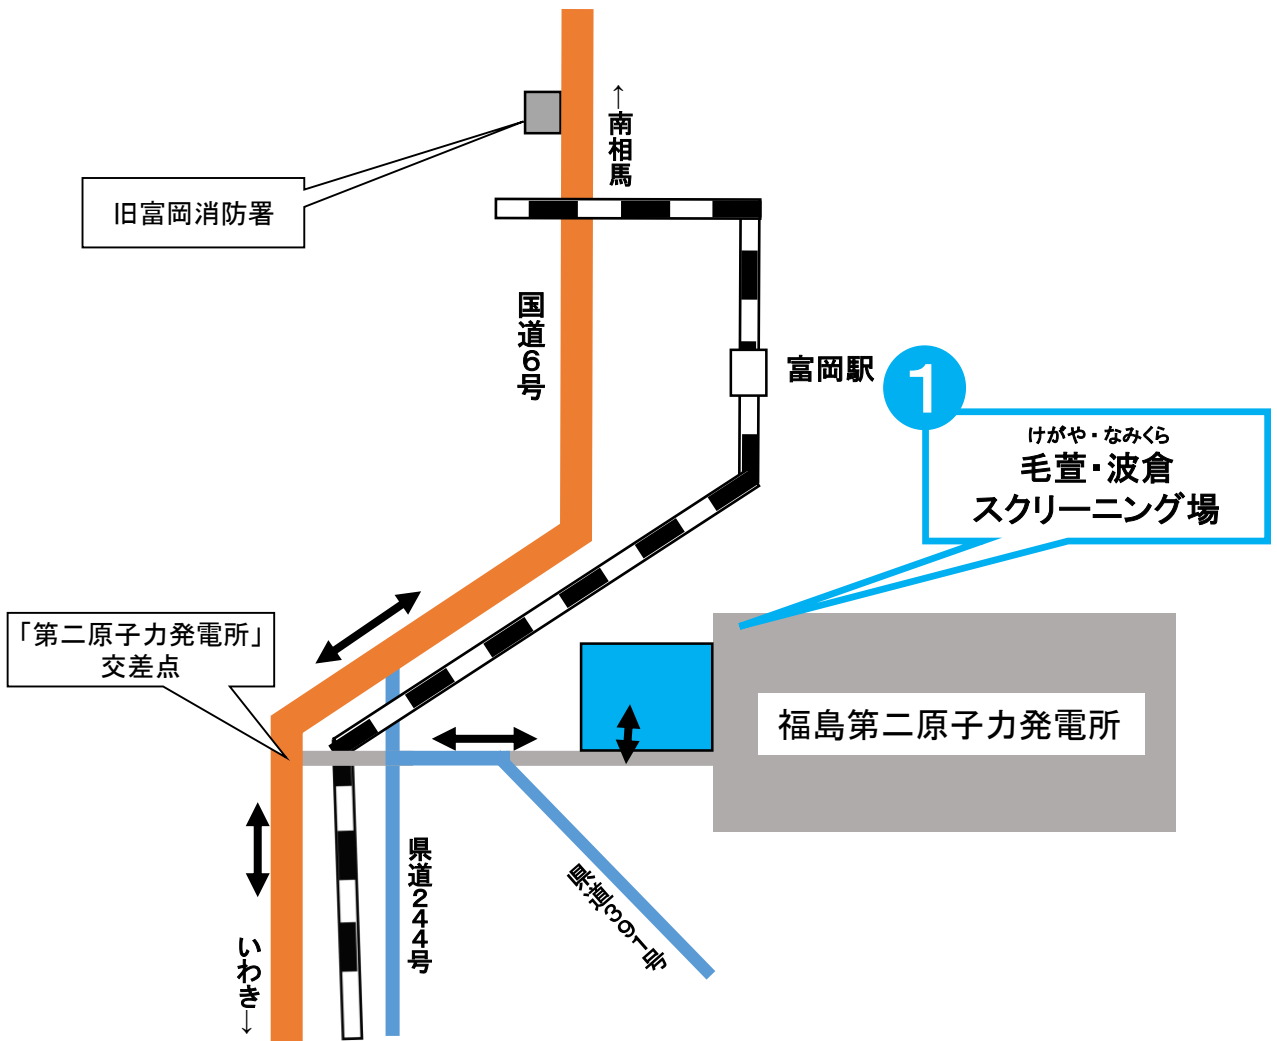 ↑南相馬
旧富岡消防署
国道6号
富岡駅
1
けがや・なみくら
毛萱・波倉
スクリーニング場
「第二原子力発電所」
交差点
福島第二原子力発電所
県道244号
県道391号
いわき↓